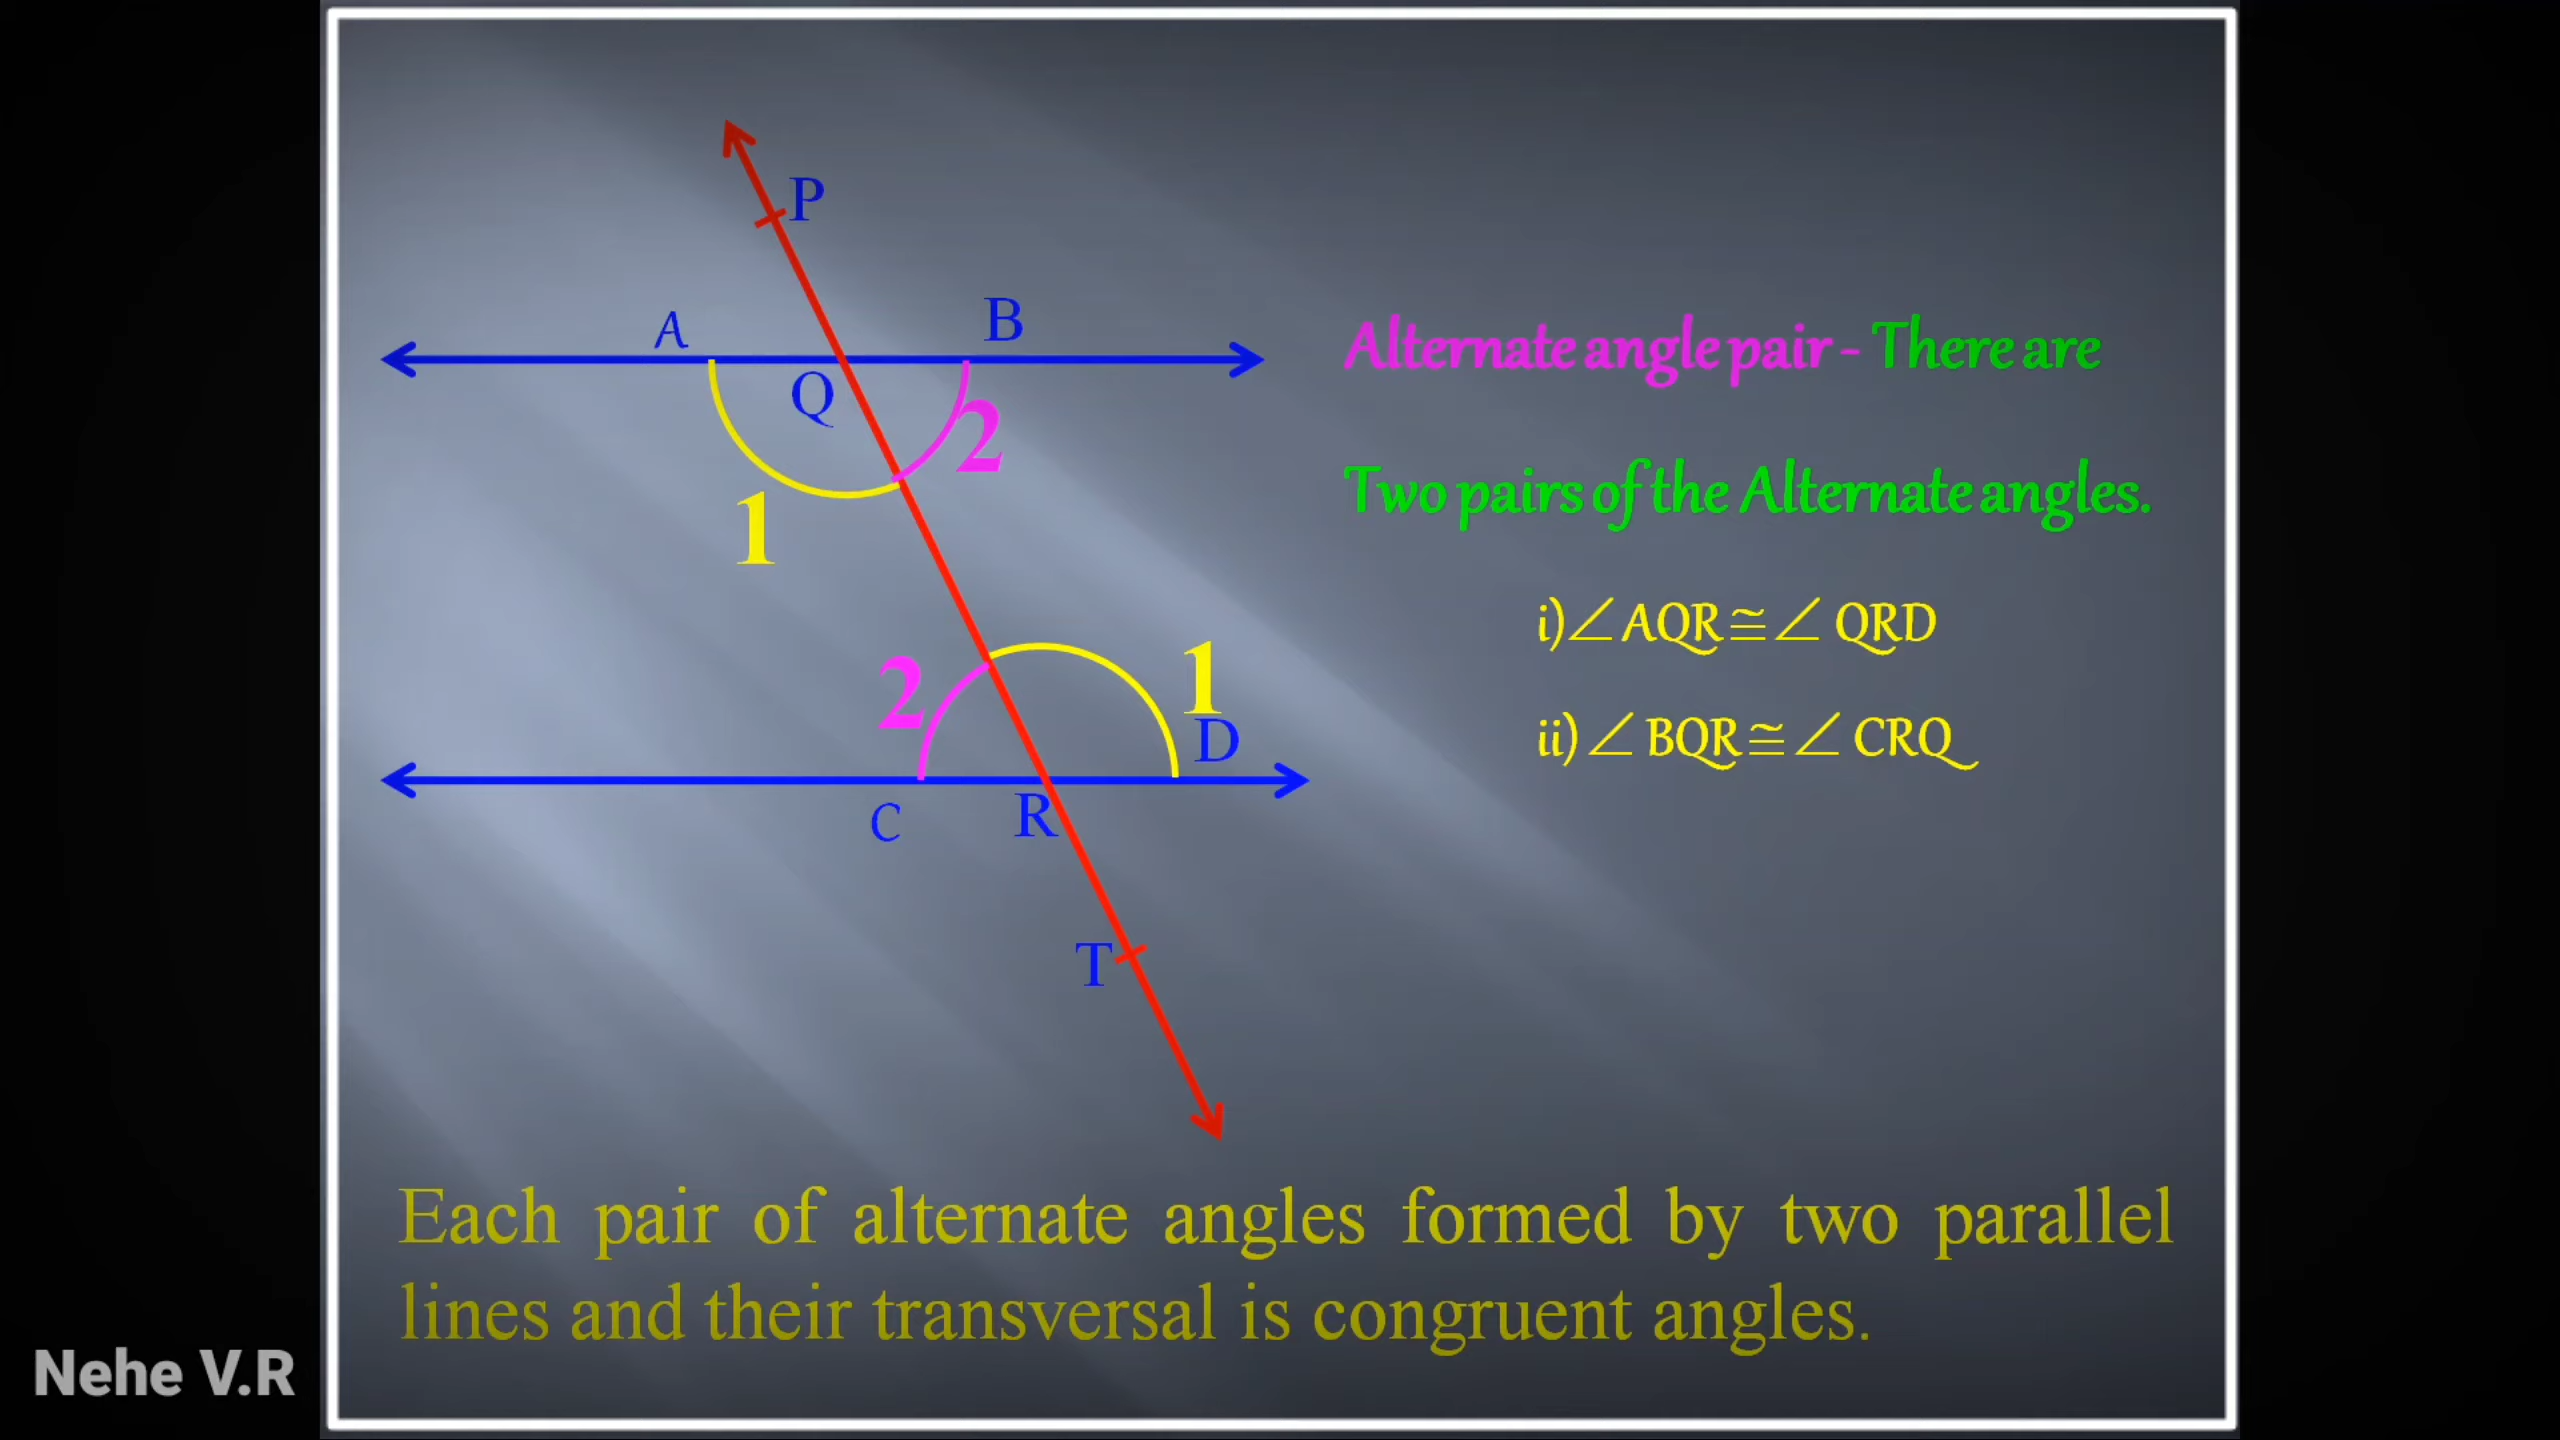 P
A
B
Q
2
1
Alternate angle pair - There are
Two pairs of the Alternate angles.
i)∠AQR≅∠ QRD
ii)∠ BQR≅∠ CRQ
2
1
D
C
R
T
Each pair of alternate angles formed by two parallel
lines and their transversal is congruent angles.
Nehe V.R